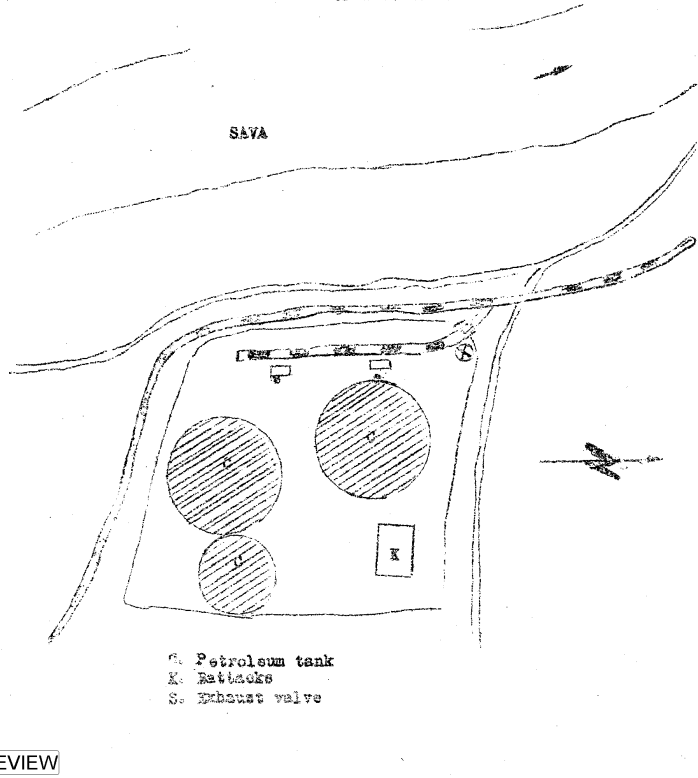 SAVA
C
C
C
K
C. Petroleum tank
K.
S. Exhaust valve
EVIEW